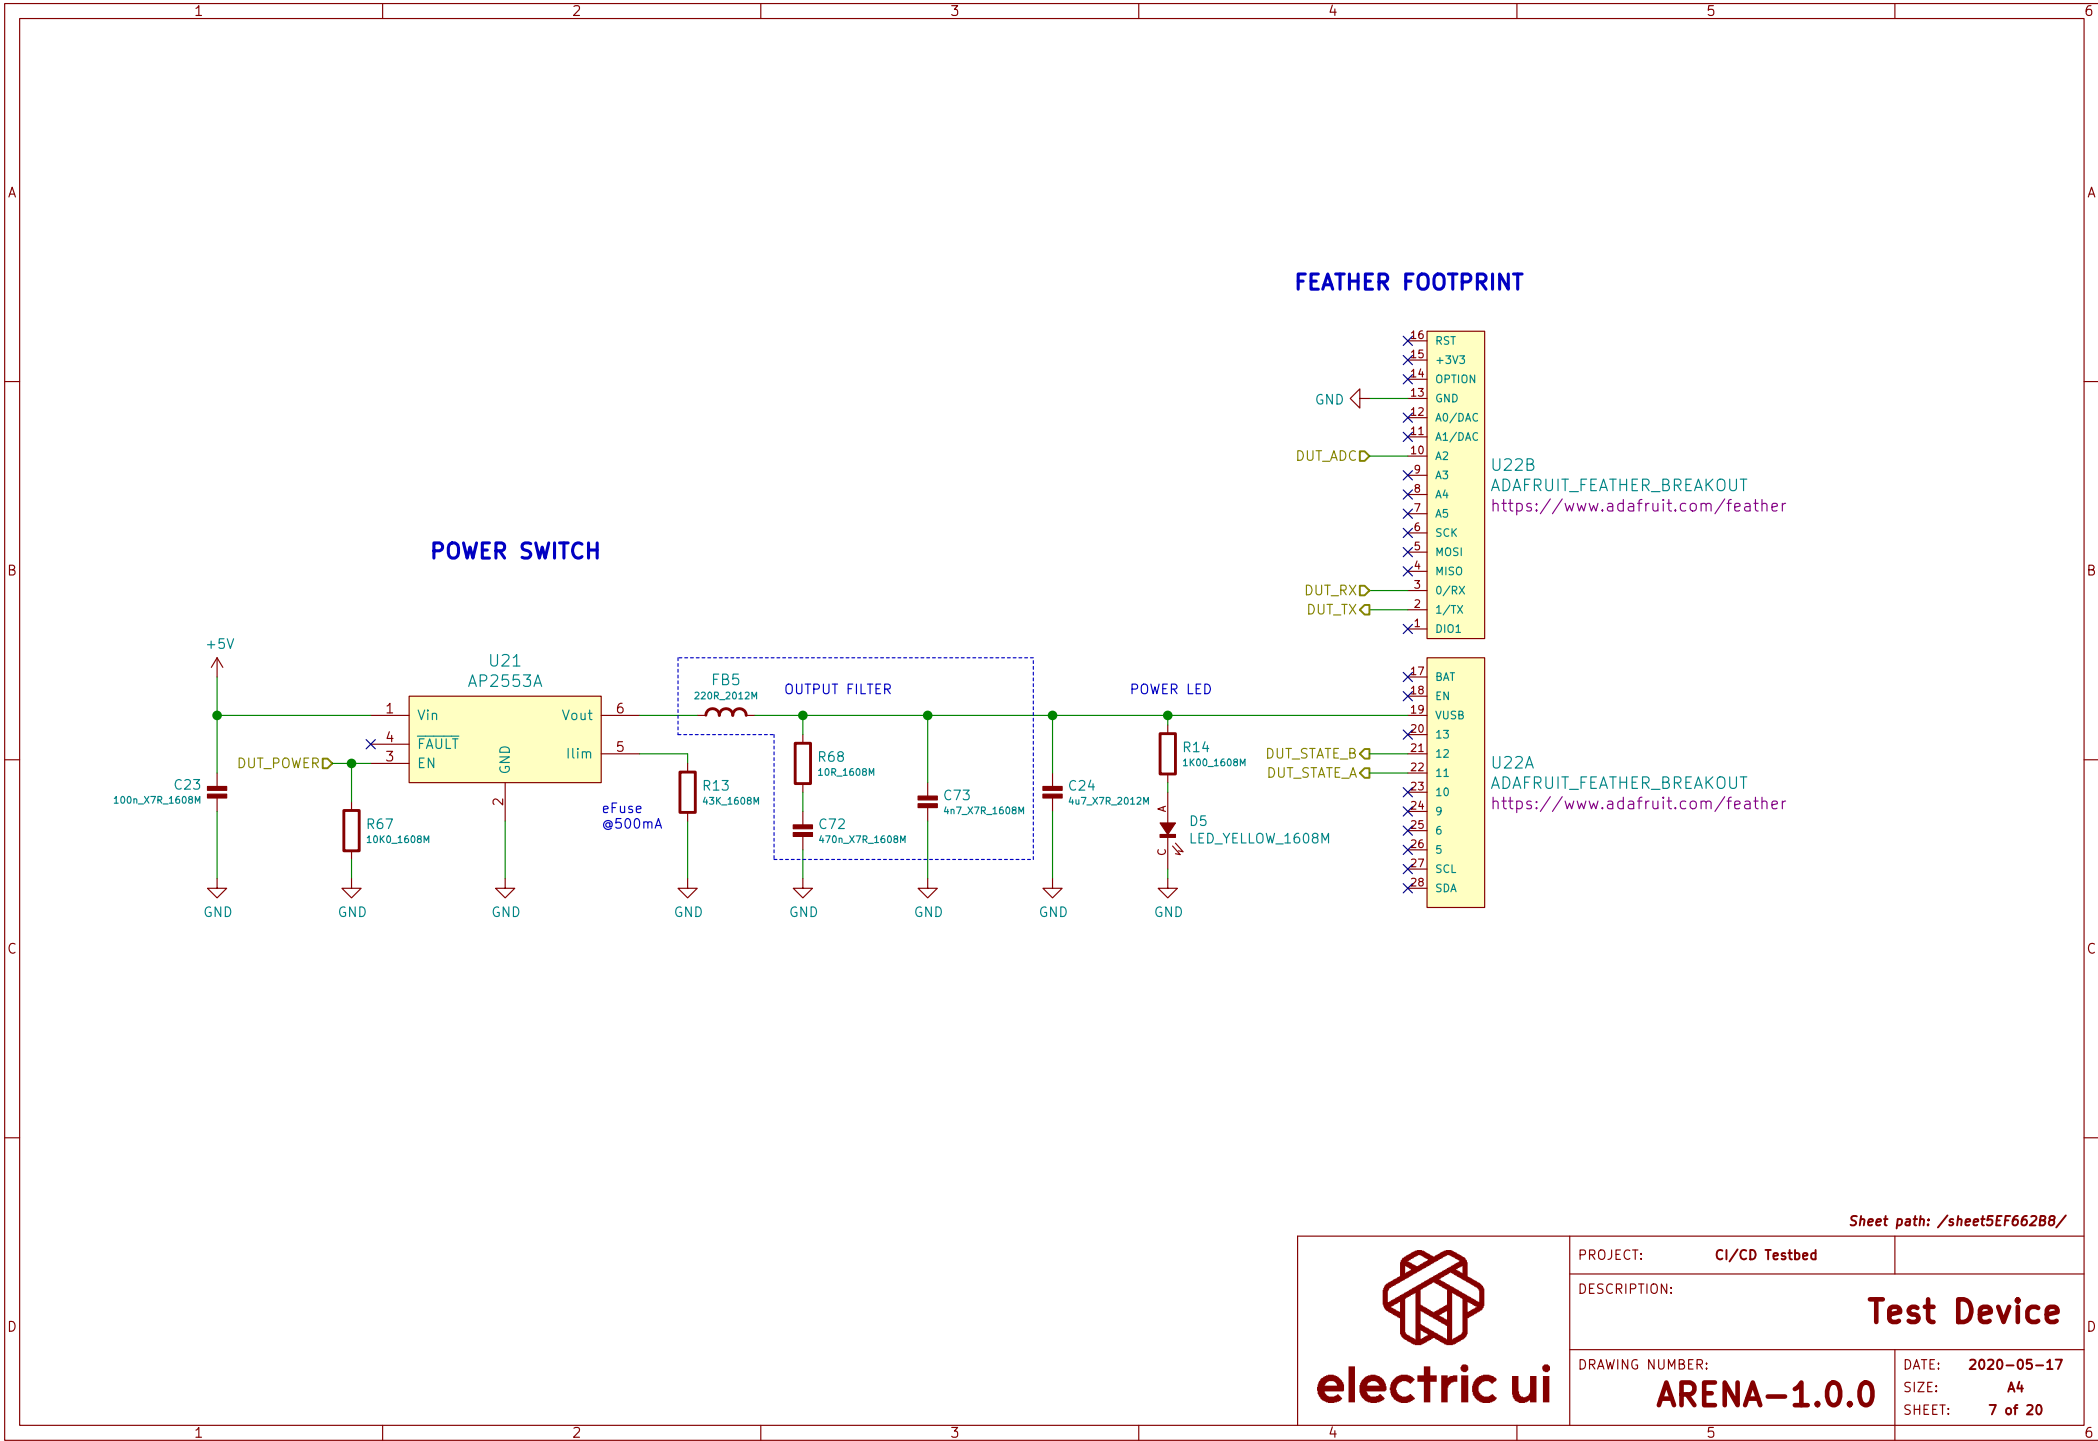 1 2 3 4 5 6
A A
B B
C C
D D
FEATHER FOOTPRINT
16 RST
15 +3V3
14 OPTION
GND 13 GND
12 A0/DAC
11 A1/DAC
DUT_ADC 10 A2
9 A3
8 A4
7 A5
6 SCK
5 MOSI
4 MISO
DUT_RX 3 0/RX
DUT_TX 2 1/TX
1 DIO1
U22B
ADAFRUIT_FEATHER_BREAKOUT
https://www.adafruit.com/feather
POWER SWITCH
+5V
U21
AP2553A
1 Vin
4 FAULT
DUT_POWER 3 EN
Vout 6
Ilim 5
GND 2
C23
100n_X7R_1608M
R67
10K0_1608M
eFuse
@500mA
R13
43K_1608M
FB5
220R_2012M
OUTPUT FILTER
R68
10R_1608M
C72
470n_X7R_1608M
C73
4n7_X7R_1608M
C24
4u7_X7R_2012M
POWER LED
R14
1K00_1608M
A
D5
LED_YELLOW_1608M
C
GND GND GND GND GND GND GND GND
17 BAT
18 EN
19 VUSB
20 13
DUT_STATE_B 21 12
DUT_STATE_A 22 11
23 10
24 9
25 6
26 5
27 SCL
28 SDA
U22A
ADAFRUIT_FEATHER_BREAKOUT
https://www.adafruit.com/feather
Sheet path: /sheet5EF662B8/
electric ui
PROJECT: CI/CD Testbed
DESCRIPTION:
Test Device
DRAWING NUMBER:
ARENA-1.0.0
DATE: 2020-05-17
SIZE: A4
SHEET: 7 of 20
1 2 3 4 5 6